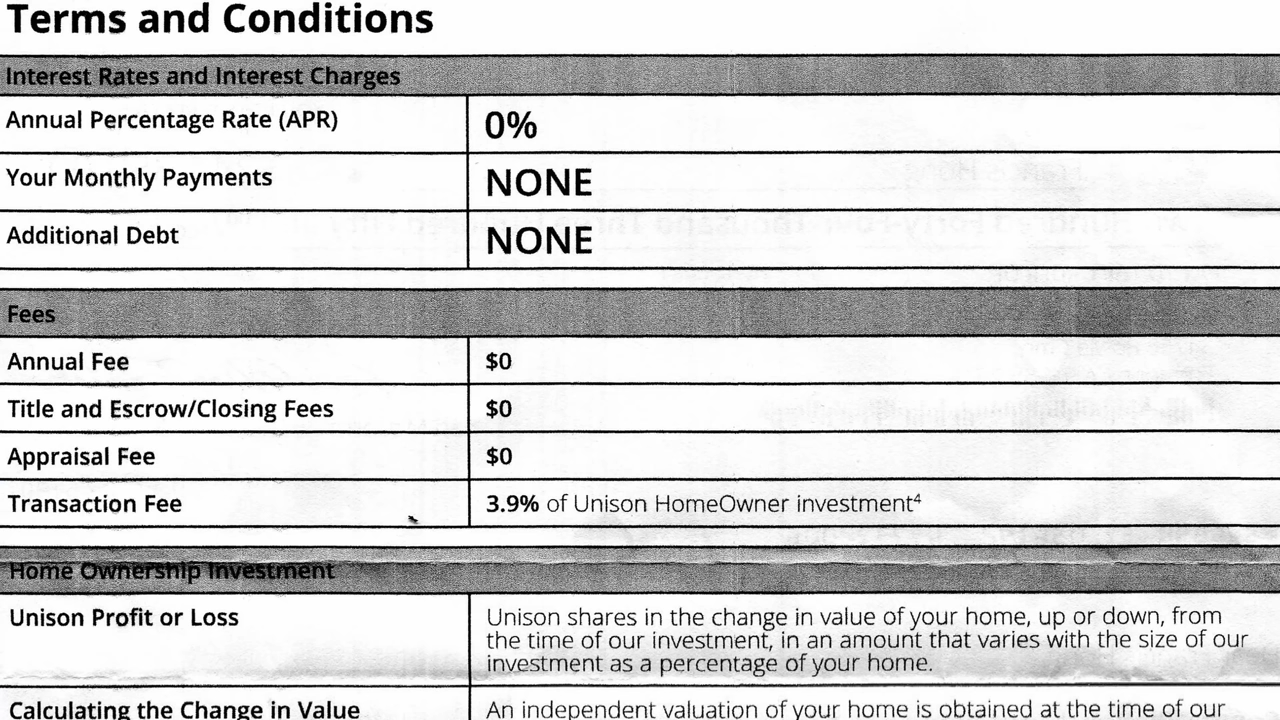 Terms and Conditions
Interest Rates and Interest Charges
Annual Percentage Rate (APR) 0%
Your Monthly Payments NONE
Additional Debt NONE
Fees
Annual Fee $0
Title and Escrow/Closing Fees $0
Appraisal Fee $0
Transaction Fee 3.9% of Unison HomeOwner investment⁴
Home Ownership Investment
Unison Profit or Loss Unison shares in the change in value of your home, up or down, from
the time of our investment, in an amount that varies with the size of our
investment as a percentage of your home.
Calculating the Change in Value An independent valuation of your home is obtained at the time of our